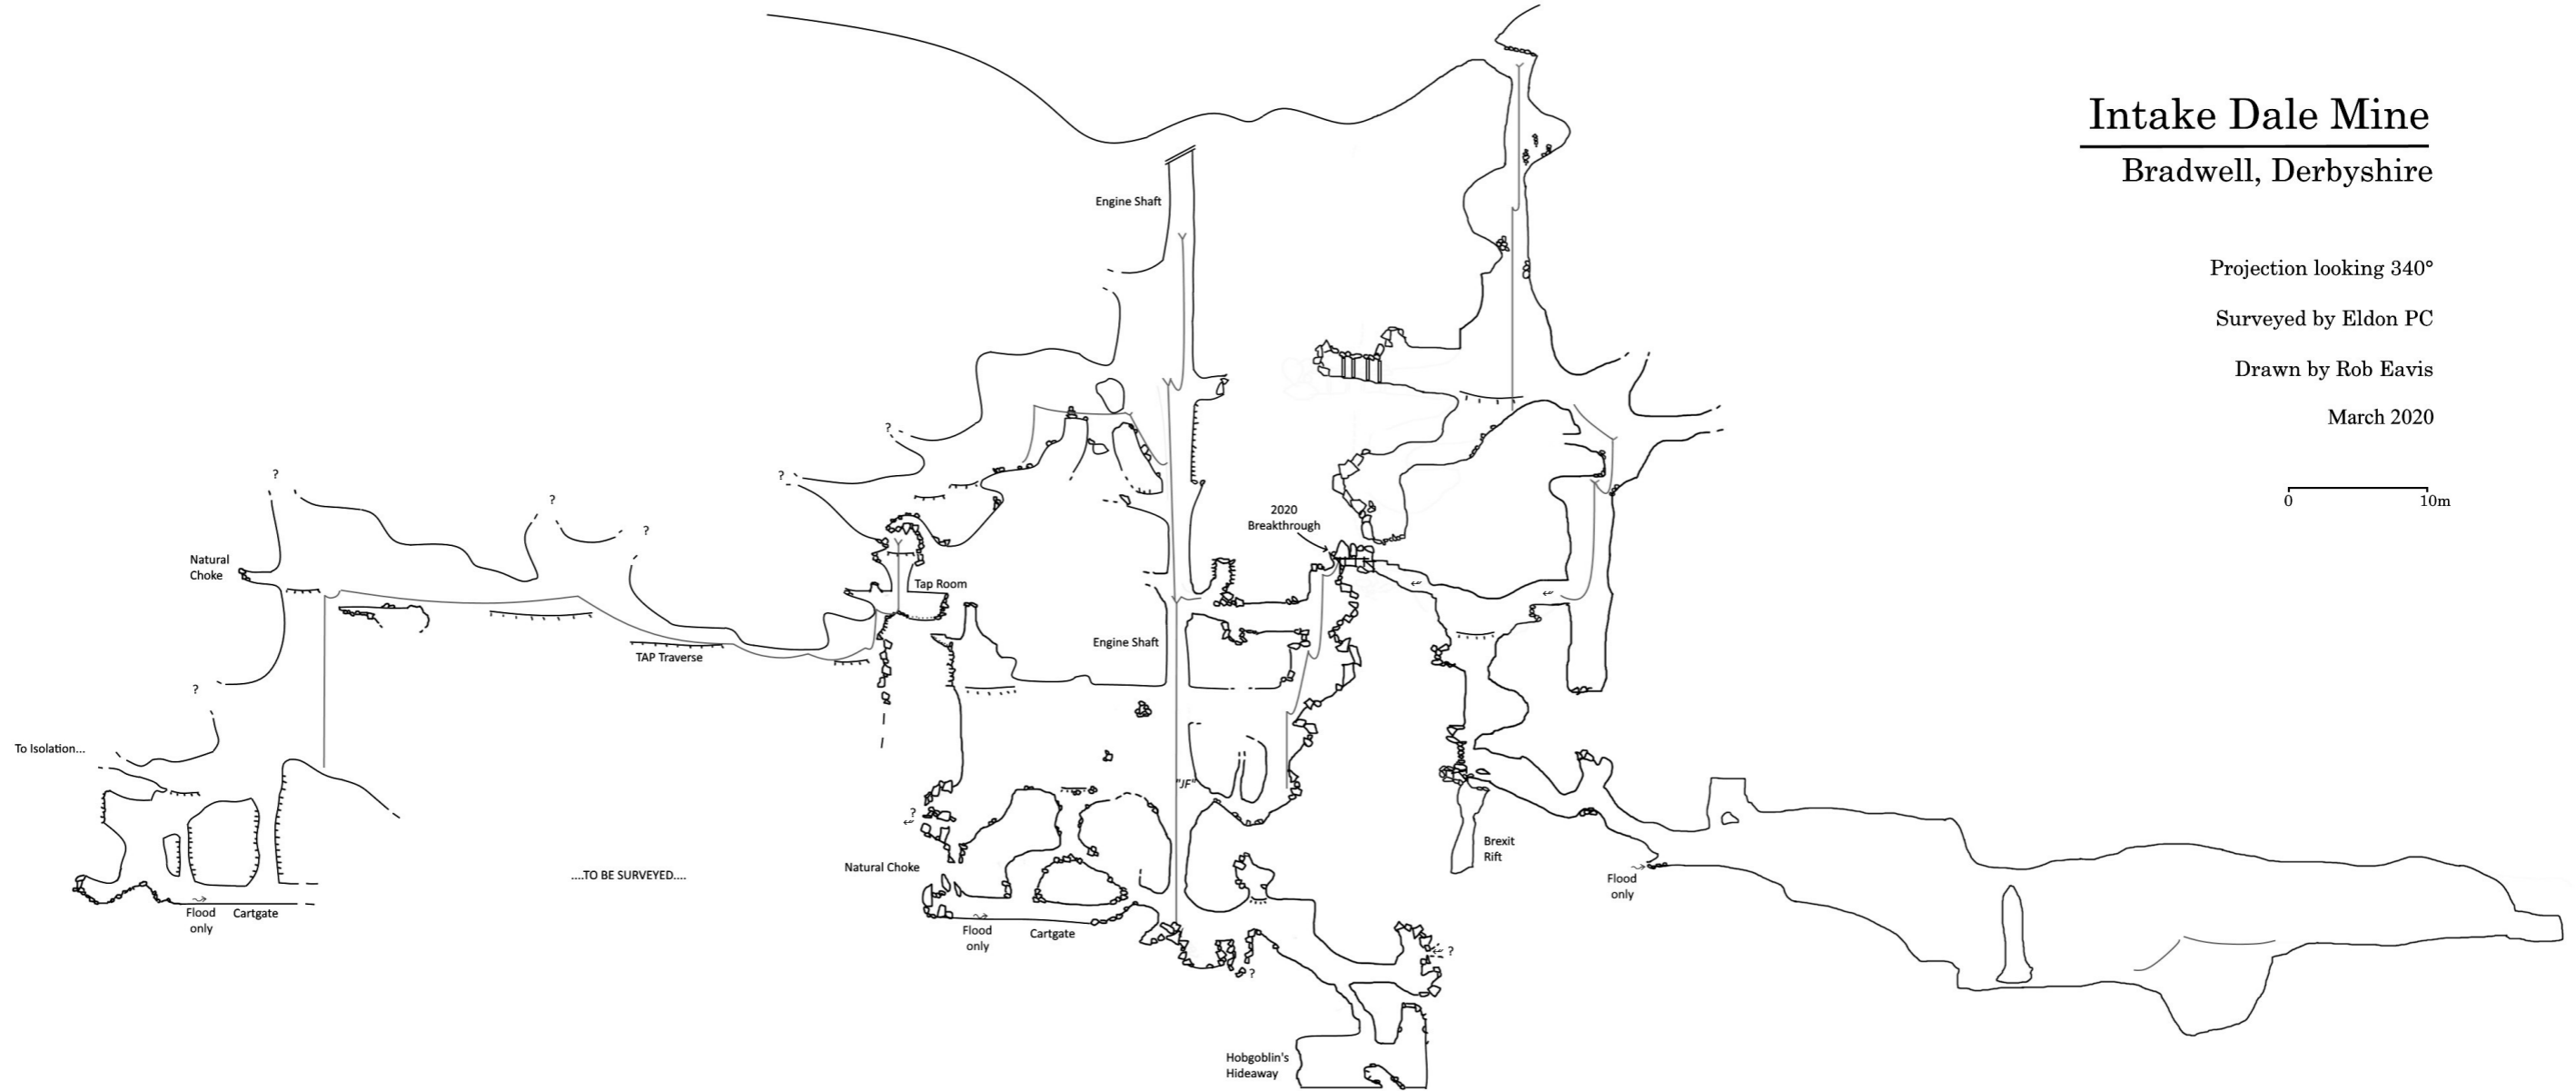 Intake Dale Mine
Bradwell, Derbyshire
Projection looking 340°
Surveyed by Eldon PC
Drawn by Rob Eavis
March 2020
0 10m
Engine Shaft
?
?
?
?
?
2020
Breakthrough
Natural
Choke
Tap Room
Engine Shaft
TAP Traverse
?
To Isolation...
"JF"
?
Brexit
Rift
Natural Choke
....TO BE SURVEYED....
Flood
only
Flood
only
Cartgate
Flood
only
Cartgate
?
?
Hobgoblin's
Hideaway